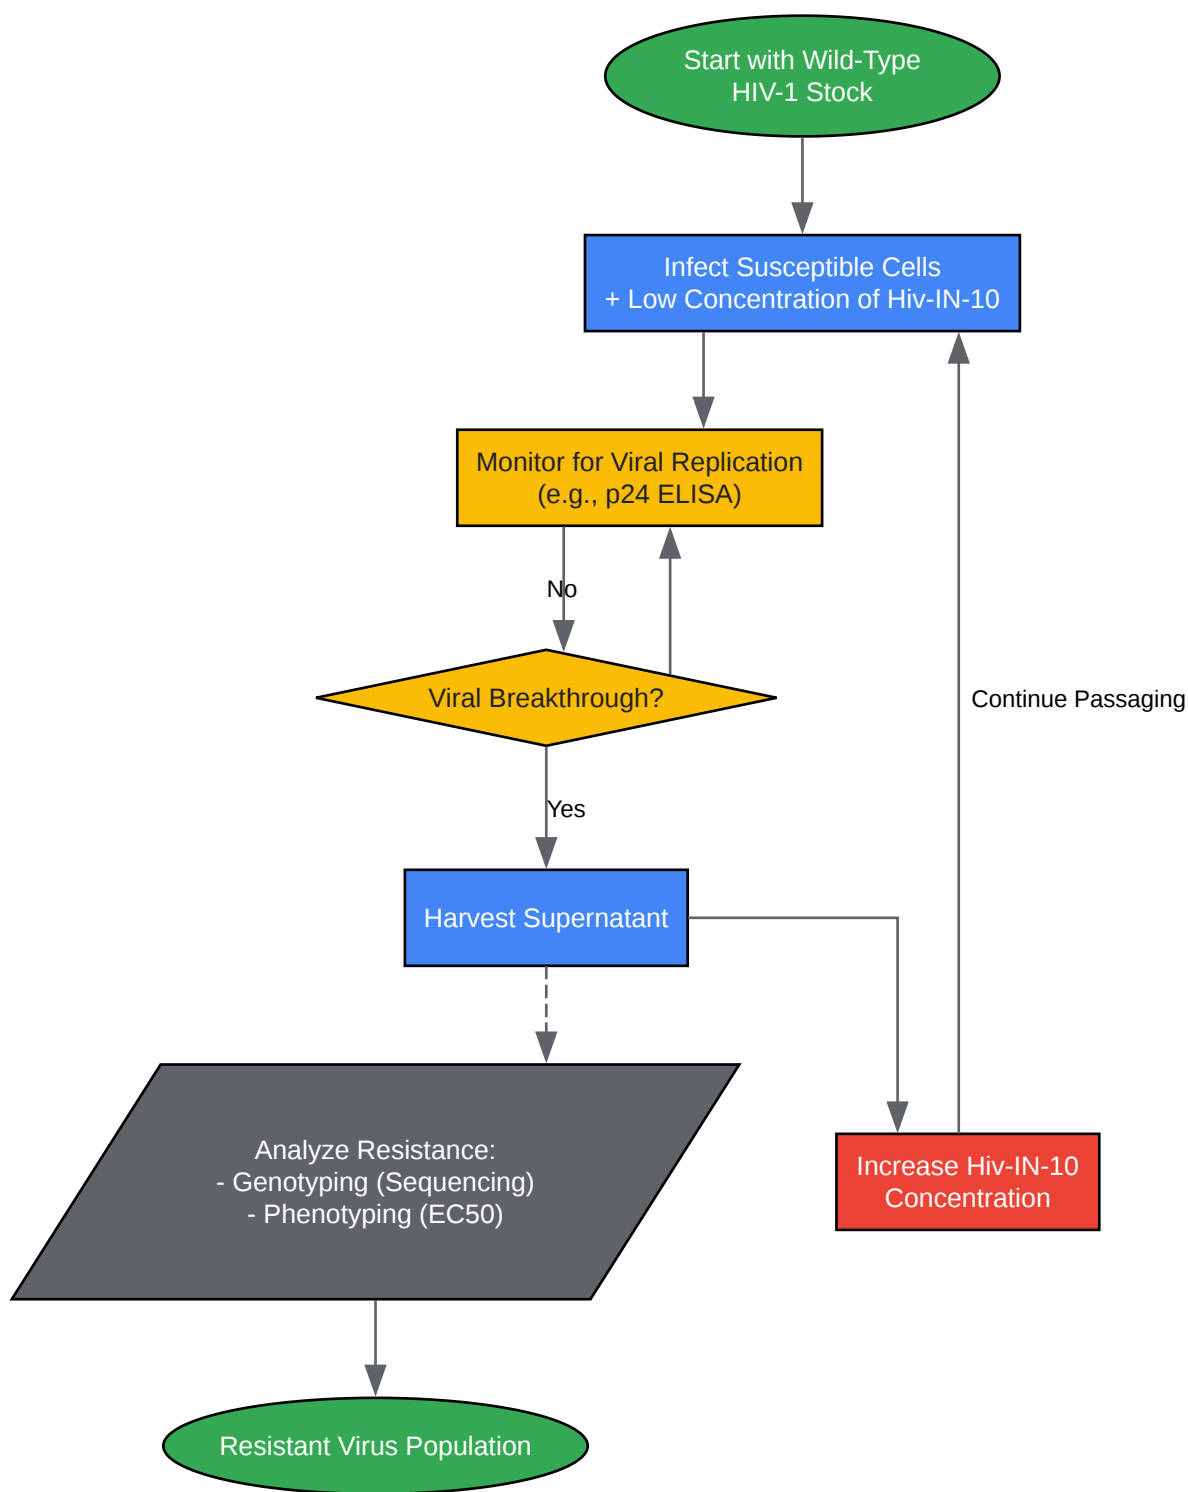 Start with Wild-Type
HIV-1 Stock
Infect Susceptible Cells
+ Low Concentration of Hiv-IN-10
Monitor for Viral Replication
(e.g., p24 ELISA)
No
Viral Breakthrough?
Continue Passaging
Yes
Harvest Supernatant
Analyze Resistance:
- Genotyping (Sequencing)
- Phenotyping (EC50)
Increase Hiv-IN-10
Concentration
Resistant Virus Population